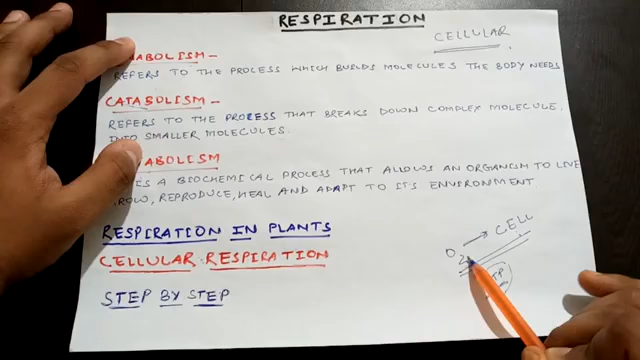 RESPIRATION
CELLULAR
ABOLISM -
REFERS TO THE PROCESS WHICH BUILDS MOLECULES THE BODY NEEDS
CATABOLISM -
REFERS TO THE PROCESS THAT BREAKS DOWN COMPLEX MOLECULE.
INTO SMALLER MOLECULES.
ABOLISM
IS A BIOCHEMICAL PROCESS THAT ALLOWS AN ORGANISM TO LIVE
ROW, REPRODUCE, HEAL AND ADAPT TO ITS ENVIRONMENT.
RESPIRATION IN PLANTS
O2 → CELL
CELLULAR RESPIRATION
STEP BY STEP